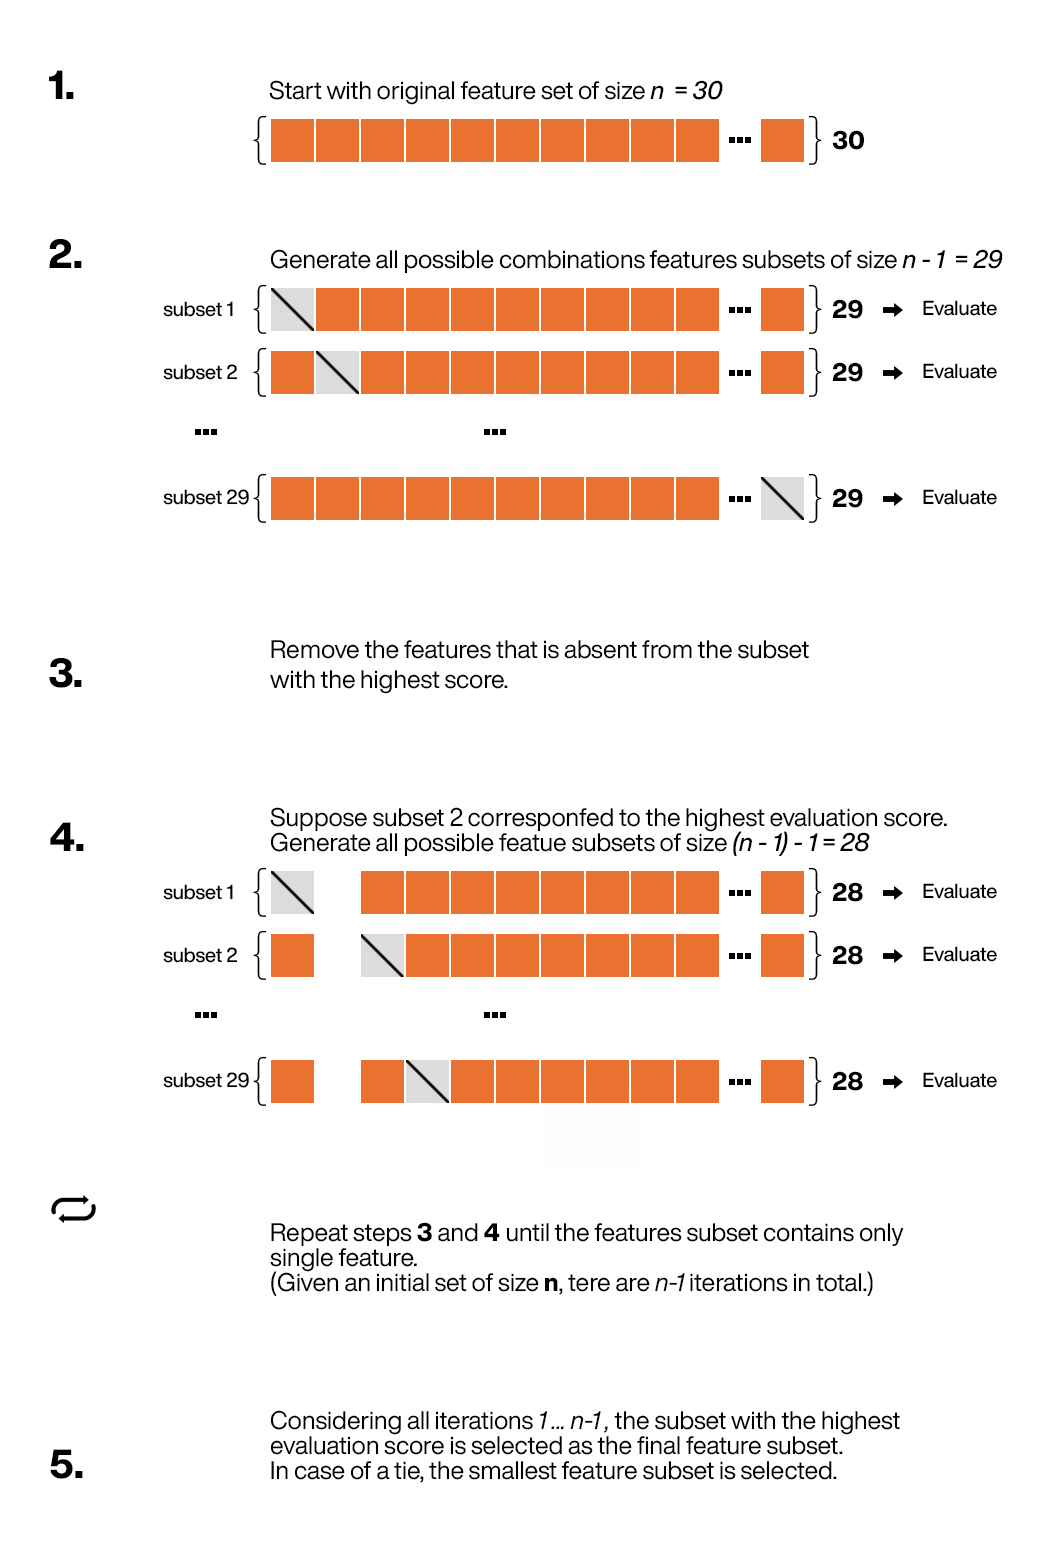 1.
Start with original feature set of size n = 30
30
2.
Generate all possible combinations features subsets of size n - 1 = 29
subset 1 29 Evaluate
subset 2 29 Evaluate
subset 29 29 Evaluate
3.
Remove the features that is absent from the subset
with the highest score.
4.
Suppose subset 2 corresponfed to the highest evaluation score.
Generate all possible featue subsets of size (n - 1) - 1 = 28
subset 1 28 Evaluate
subset 2 28 Evaluate
subset 29 28 Evaluate
Repeat steps 3 and 4 until the features subset contains only
single feature.
(Given an initial set of size n, tere are n-1 iterations in total.)
5.
Considering all iterations 1 ... n-1, the subset with the highest
evaluation score is selected as the final feature subset.
In case of a tie, the smallest feature subset is selected.